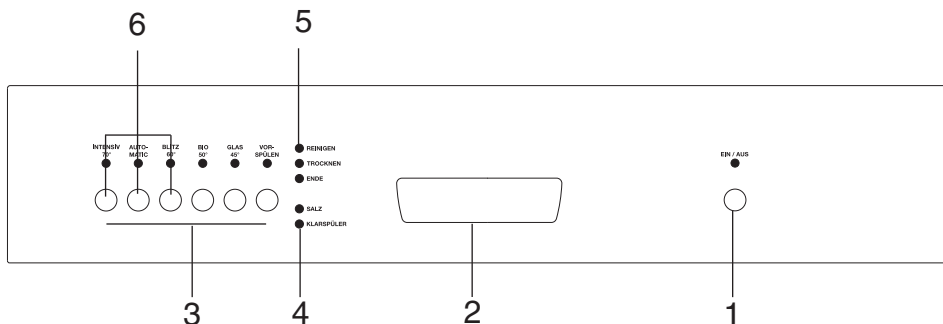 6
5
INTENSIV 70°
AUTO-
MATIC
BLITZ
60°
BIO
50°
GLAS
45°
VOR-
SPÜLEN
REINIGEN
TROCKNEN
ENDE
SALZ
KLARSPÜLER
EIN / AUS
3
4
2
1